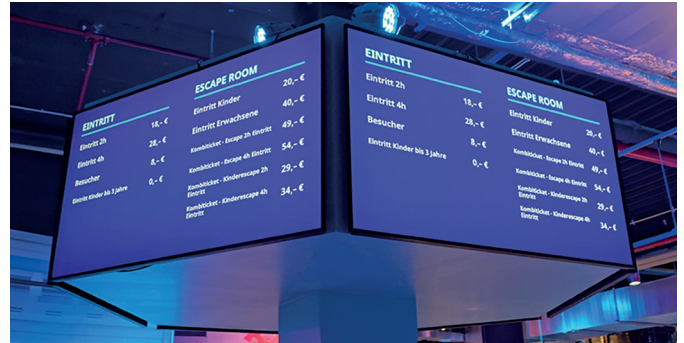 EINTRITT
Eintritt 2h 18,- €
Eintritt 4h 28,- €
Besucher 8,- €
Eintritt Kinder bis 3 Jahre 0,- €
ESCAPE ROOM
Eintritt Kinder 20,- €
Eintritt Erwachsene 40,- €
Kombiticket - Escape 2h Eintritt 49,- €
Kombiticket - Escape 4h Eintritt 54,- €
Kombiticket - Kinderescape 2h
Eintritt 29,- €
Kombiticket - Kinderescape 4h
Eintritt 34,- €
EINTRITT
Eintritt 2h 18,- €
Eintritt 4h 28,- €
Besucher 8,- €
Eintritt Kinder bis 3 Jahre 0,- €
ESCAPE ROOM
Eintritt Kinder 20,- €
Eintritt Erwachsene 40,- €
Kombiticket - Escape 2h Eintritt 49,- €
Kombiticket - Escape 4h Eintritt 54,- €
Kombiticket - Kinderescape 2h
Eintritt 29,- €
Kombiticket - Kinderescape 4h
Eintritt 34,- €